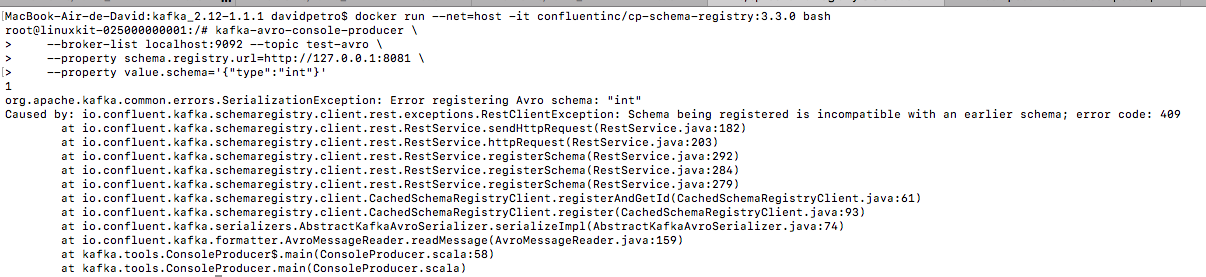 MacBook-Air-de-David:kafka_2.12-1.1.1 davidpetro$ docker run --net=host -it confluentinc/cp-schema-registry:3.3.0 bash
root@linuxkit-025000000001:/# kafka-avro-console-producer \
>     --broker-list localhost:9092 --topic test-avro \
>     --property schema.registry.url=http://127.0.0.1:8081 \
[>     --property value.schema='{"type":"int"}'
1
org.apache.kafka.common.errors.SerializationException: Error registering Avro schema: "int"
Caused by: io.confluent.kafka.schemaregistry.client.rest.exceptions.RestClientException: Schema being registered is incompatible with an earlier schema; error code: 409
        at io.confluent.kafka.schemaregistry.client.rest.RestService.sendHttpRequest(RestService.java:182)
        at io.confluent.kafka.schemaregistry.client.rest.RestService.httpRequest(RestService.java:203)
        at io.confluent.kafka.schemaregistry.client.rest.RestService.registerSchema(RestService.java:292)
        at io.confluent.kafka.schemaregistry.client.rest.RestService.registerSchema(RestService.java:284)
        at io.confluent.kafka.schemaregistry.client.rest.RestService.registerSchema(RestService.java:279)
        at io.confluent.kafka.schemaregistry.client.CachedSchemaRegistryClient.registerAndGetId(CachedSchemaRegistryClient.java:61)
        at io.confluent.kafka.schemaregistry.client.CachedSchemaRegistryClient.register(CachedSchemaRegistryClient.java:93)
        at io.confluent.kafka.serializers.AbstractKafkaAvroSerializer.serializeImpl(AbstractKafkaAvroSerializer.java:74)
        at io.confluent.kafka.formatter.AvroMessageReader.readMessage(AvroMessageReader.java:159)
        at kafka.tools.ConsoleProducer$.main(ConsoleProducer.scala:58)
        at kafka.tools.ConsoleProducer.main(ConsoleProducer.scala)